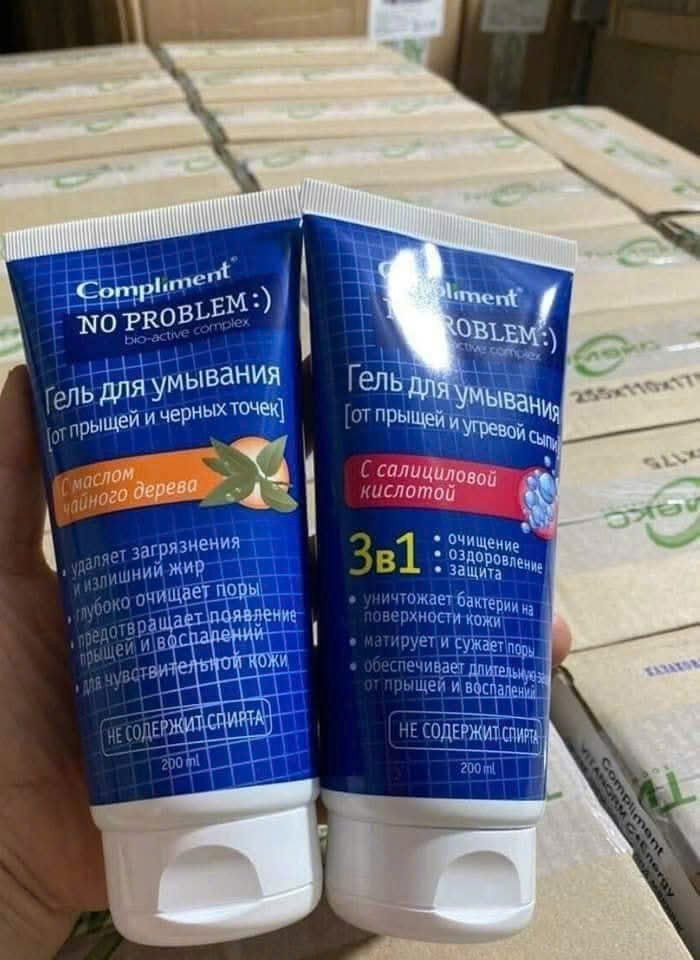 Compliment
NO PROBLEM:)
bio-active complex
Гель для умывания
[от прыщей и черных точек]
С маслом
чайного дерева
• удаляет загрязнения
и излишний жир
• глубоко очищает поры
• предотвращает появление
прыщей и воспалений
• для чувствительной кожи
НЕ СОДЕРЖИТ СПИРТА
200 ml
Гель для умывания
[от прыщей и угревой сыпи
С салициловой
кислотой
3в1
• очищение
• оздоровление
• защита
• уничтожает бактерии на
поверхности кожи
• матирует и сужает поры
• обеспечивает
от прыщей и воспалений
НЕ СОДЕРЖИТ СПИРТА
200 ml
255x110x175
Compliment